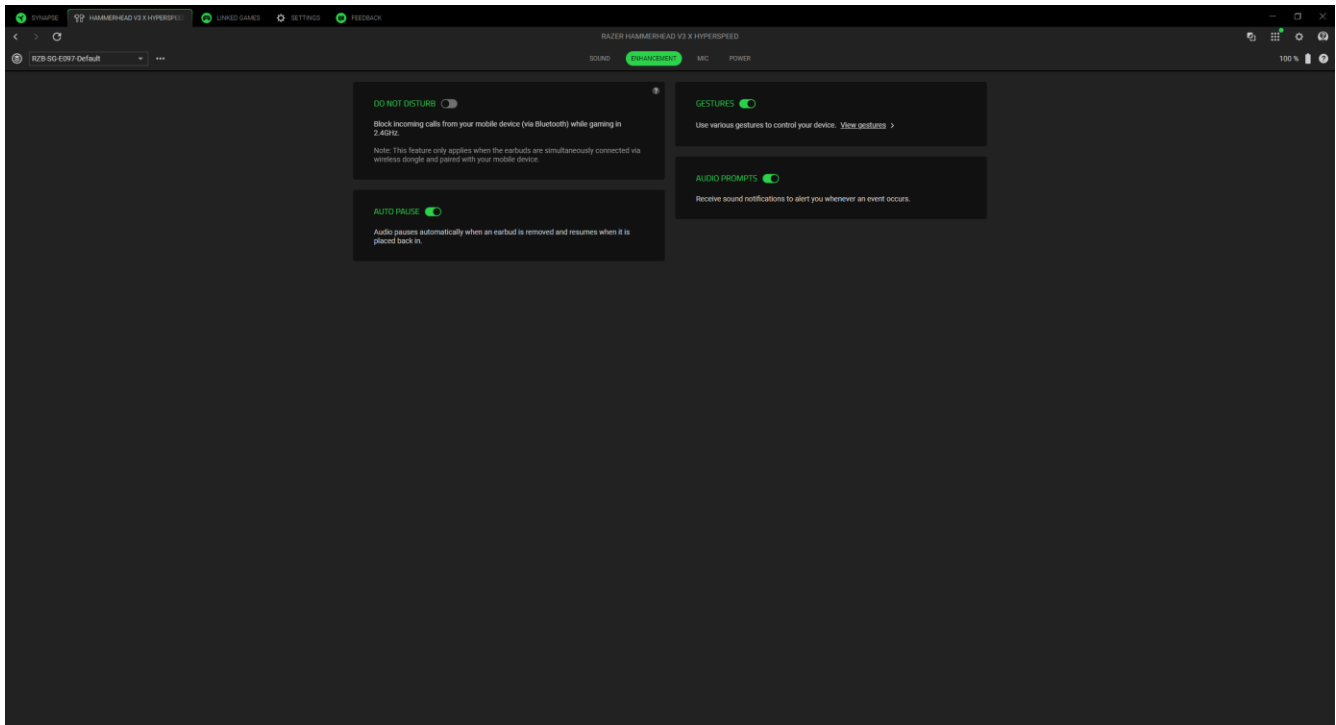 SYNAPSE
HAMMERHEAD V3 X HYPERSPEED
LINKED GAMES
SETTINGS
FEEDBACK
RAZER HAMMERHEAD V3 X HYPERSPEED
RZB-SG-E097-Default
SOUND
ENHANCEMENT
MIC
POWER
100 %
DO NOT DISTURB
Block incoming calls from your mobile device (via Bluetooth) while gaming in
2.4GHz.
Note: This feature only applies when the earbuds are simultaneously connected via
wireless dongle and paired with your mobile device.
AUTO PAUSE
Audio pauses automatically when an earbud is removed and resumes when it is
placed back in.
GESTURES
Use various gestures to control your device. View gestures >
AUDIO PROMPTS
Receive sound notifications to alert you whenever an event occurs.